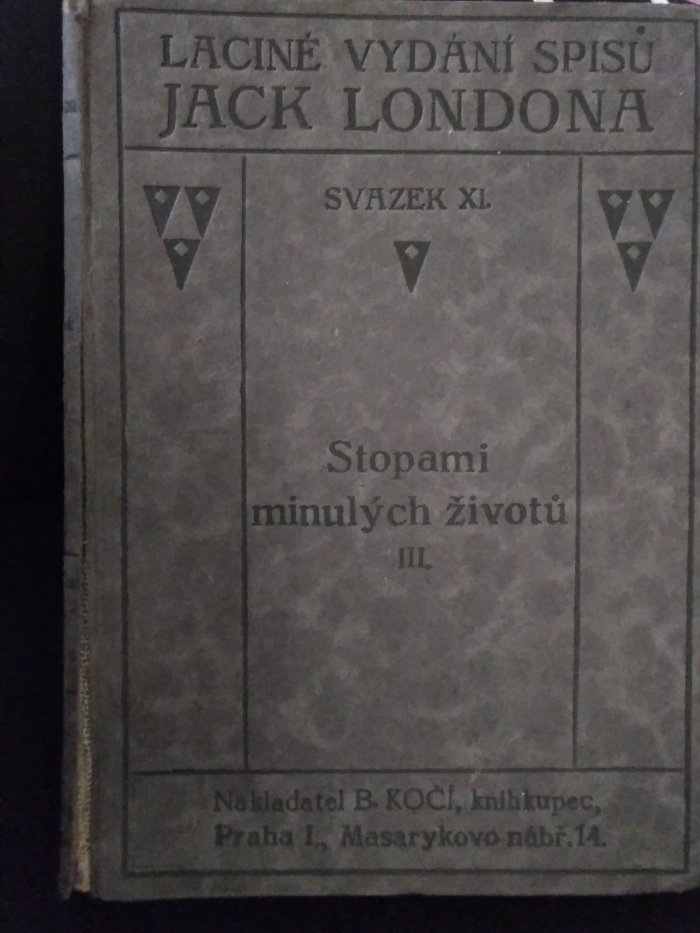 LACINÉ VYDÁNÍ SPISŮ
JACK LONDONA
SVAZEK XI.
Stopami
minulých životů
III.
Nakladatel B. KOČÍ, knihkupec,
Praha I., Masarykovo nábř. 14.